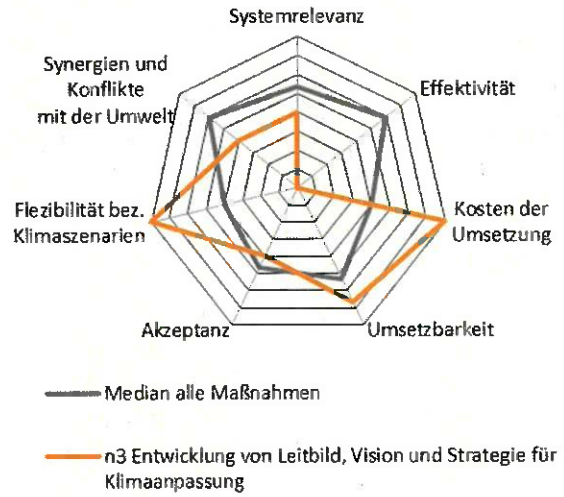 Systemrelevanz
Synergien und
Konflikte
mit der Umwelt
Effektivität
Flezibilität bez.
Klimaszenarien
Kosten der
Umsetzung
Akzeptanz
Umsetzbarkeit
Median alle Maßnahmen
n3 Entwicklung von Leitbild, Vision und Strategie für
Klimaanpassung